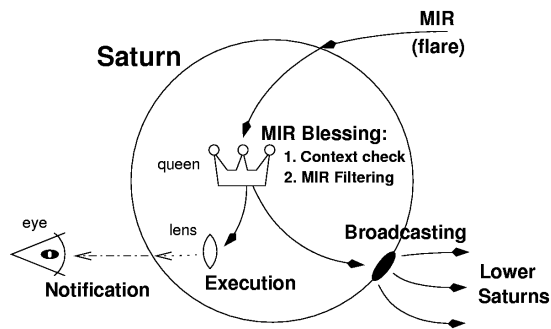 MIR
(flare)
Saturn
MIR Blessing:
queen
1. Context check
2. MIR Filtering
eye
lens
Broadcasting
Execution
Notification
Lower
Saturns